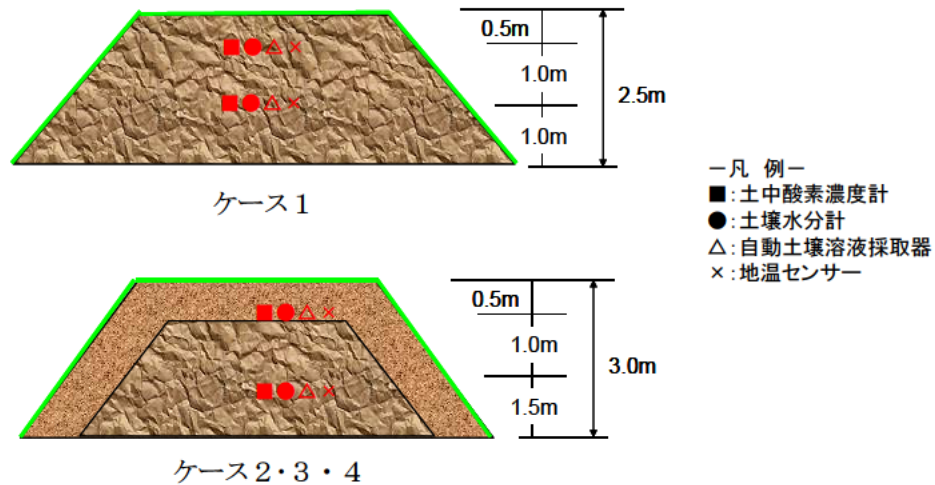 0.5m
1.0m
1.0m
2.5m
ケース1
0.5m
1.0m
1.5m
3.0m
ケース2・3・4
－凡 例－
■：土中酸素濃度計
●：土壌水分計
△：自動土壌溶液採取器
×：地温センサー